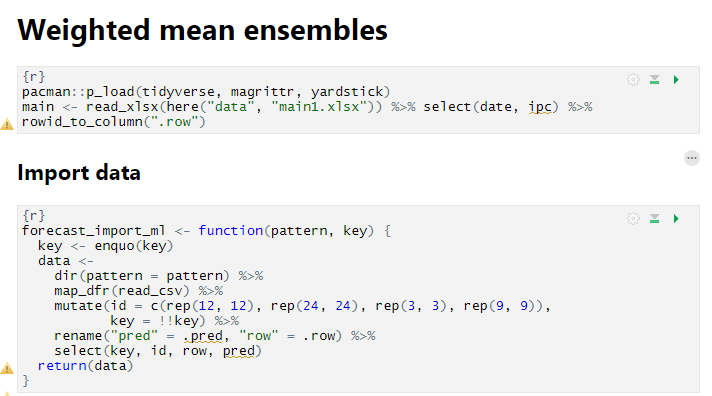 Weighted mean ensembles
{r}
pacman::p_load(tidyverse, magrittr, yardstick)
main <- read_xlsx(here("data", "main1.xlsx")) %>% select(date, ipc) %>%
rowid_to_column(".row")
Import data
{r}
forecast_import_ml <- function(pattern, key) {
  key <- enquo(key)
  data <-
    dir(pattern = pattern) %>%
    map_dfr(read_csv) %>%
    mutate(id = c(rep(12, 12), rep(24, 24), rep(3, 3), rep(9, 9)),
           key = !!key) %>%
    rename("pred" = .pred, "row" = .row) %>%
    select(key, id, row, pred)
  return(data)
}